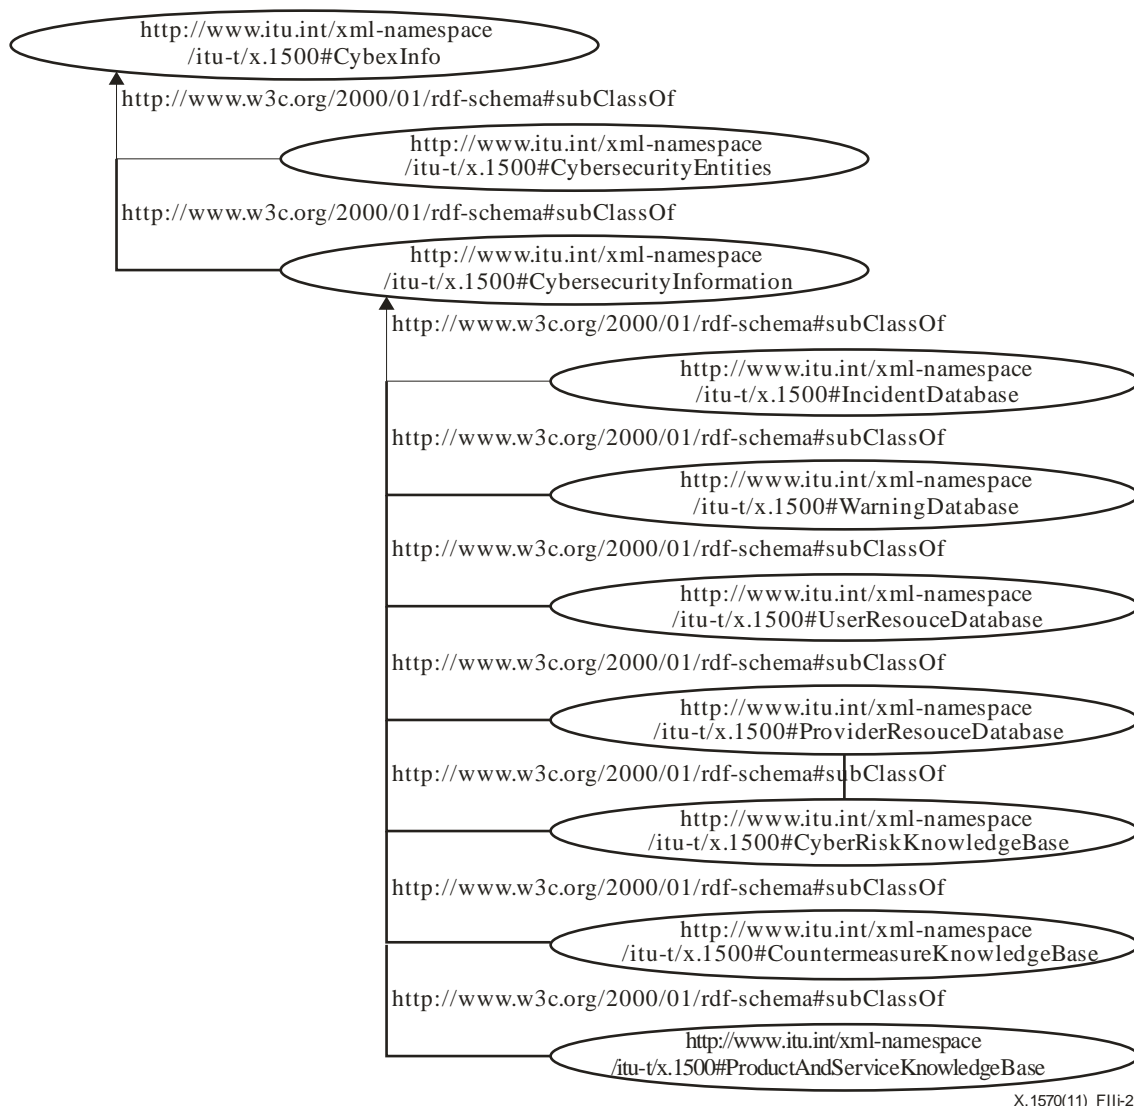 http://www.itu.int/xml-namespace
/itu-t/x.1500#CybexInfo
http://www.w3c.org/2000/01/rdf-schema#subClassOf
http://www.itu.int/xml-namespace
/itu-t/x.1500#CybersecurityEntities
http://www.w3c.org/2000/01/rdf-schema#subClassOf
http://www.itu.int/xml-namespace
/itu-t/x.1500#CybersecurityInformation
http://www.w3c.org/2000/01/rdf-schema#subClassOf
http://www.itu.int/xml-namespace
/itu-t/x.1500#IncidentDatabase
http://www.w3c.org/2000/01/rdf-schema#subClassOf
http://www.itu.int/xml-namespace
/itu-t/x.1500#WarningDatabase
http://www.w3c.org/2000/01/rdf-schema#subClassOf
http://www.itu.int/xml-namespace
/itu-t/x.1500#UserResouceDatabase
http://www.w3c.org/2000/01/rdf-schema#subClassOf
http://www.itu.int/xml-namespace
/itu-t/x.1500#ProviderResouceDatabase
http://www.w3c.org/2000/01/rdf-schema#subClassOf
http://www.itu.int/xml-namespace
/itu-t/x.1500#CyberRiskKnowledgeBase
http://www.w3c.org/2000/01/rdf-schema#subClassOf
http://www.itu.int/xml-namespace
/itu-t/x.1500#CountermeasureKnowledgeBase
http://www.w3c.org/2000/01/rdf-schema#subClassOf
http://www.itu.int/xml-namespace
/itu-t/x.1500#ProductAndServiceKnowledgeBase
X.1570(11)_FIIi-2